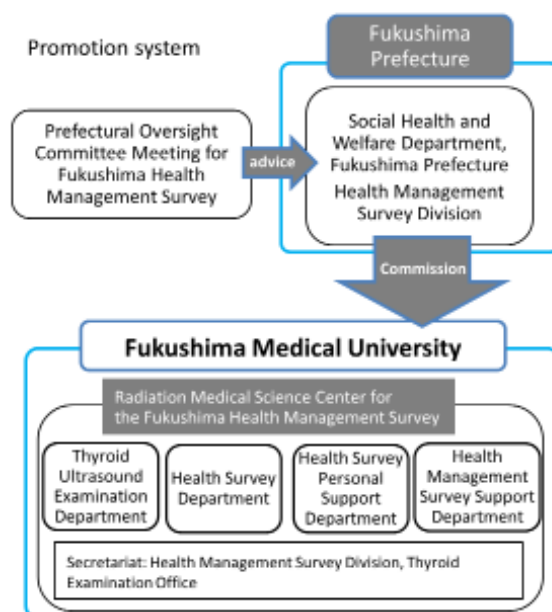 Promotion system
Fukushima
Prefecture
Prefectural Oversight
Committee Meeting for
Fukushima Health
Management Survey
advice
Social Health and
Welfare Department,
Fukushima Prefecture
Health Management
Survey Division
Commission
Fukushima Medical University
Radiation Medical Science Center for
the Fukushima Health Management Survey
Thyroid
Ultrasound
Examination
Department
Health Survey
Department
Health Survey
Personal
Support
Department
Health
Management
Survey Support
Department
Secretariat: Health Management Survey Division, Thyroid
Examination Office